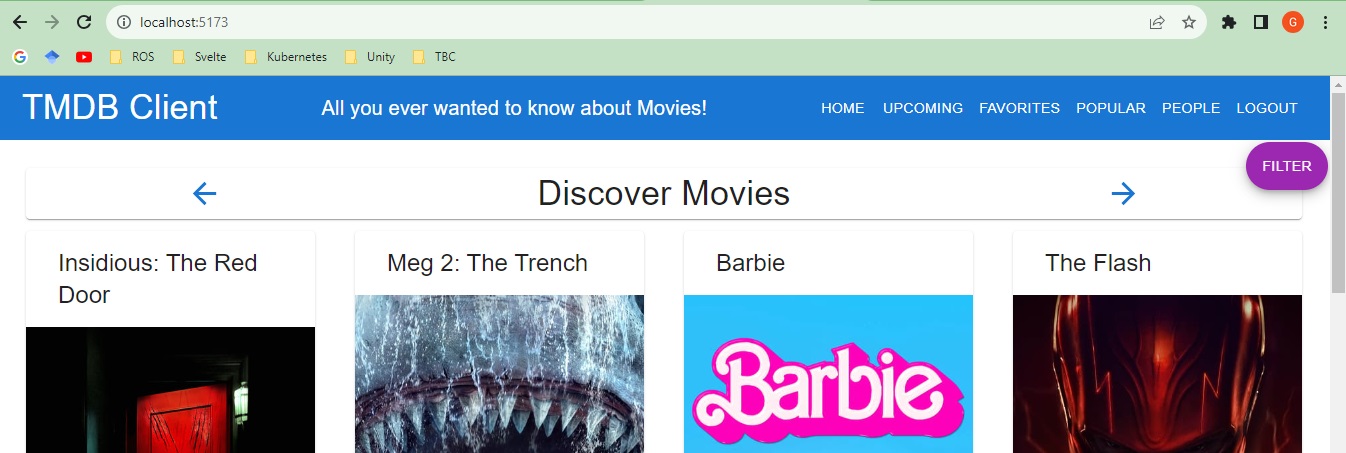 localhost:5173
G
ROS Svelte Kubernetes Unity TBC
TMDB Client All you ever wanted to know about Movies! HOME UPCOMING FAVORITES POPULAR PEOPLE LOGOUT
FILTER
Discover Movies
Insidious: The Red
Door
Meg 2: The Trench
Barbie
The Flash
Barbie